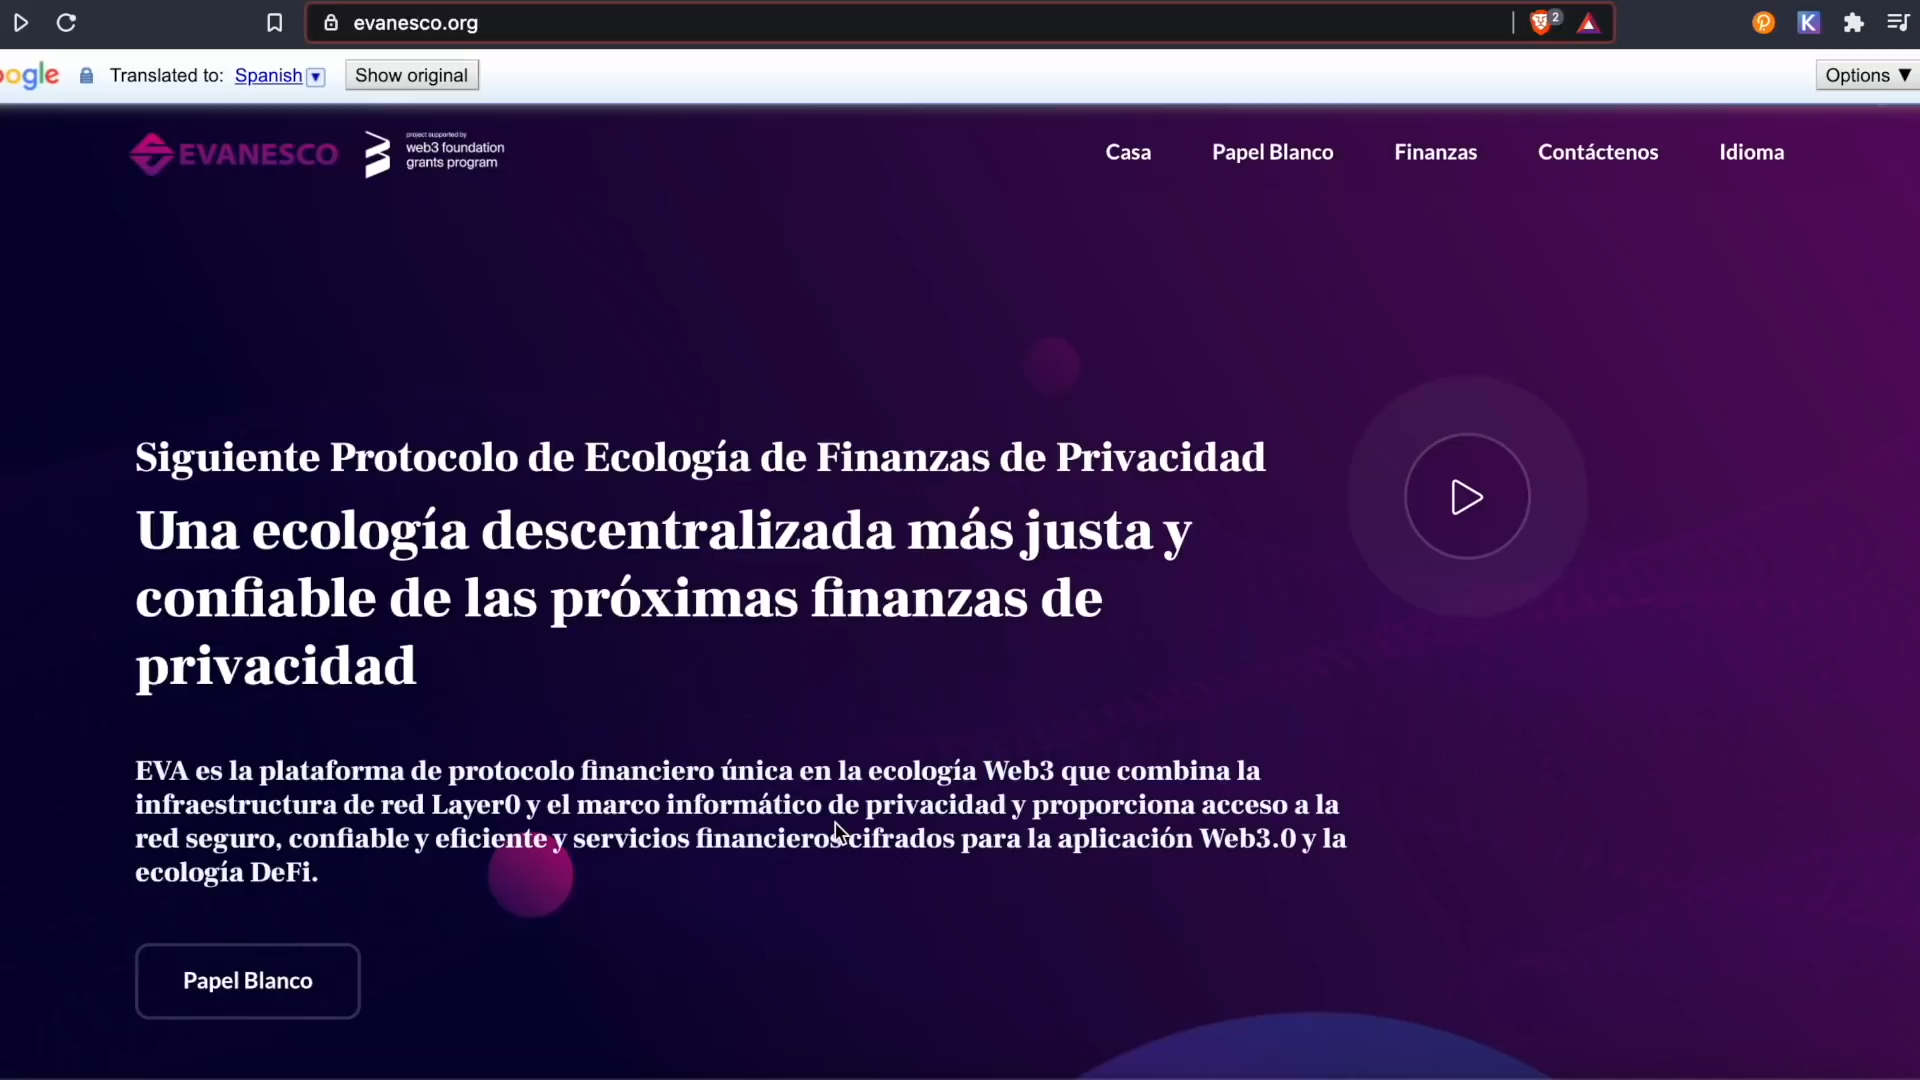 evanesco.org
2
oogle
Translated to: Spanish
Show original
Options ▼
EVANESCO
project supported by
web3 foundation
grants program
Casa
Papel Blanco
Finanzas
Contáctenos
Idioma
Siguiente Protocolo de Ecología de Finanzas de Privacidad
Una ecología descentralizada más justa y
confiable de las próximas finanzas de
privacidad
EVA es la plataforma de protocolo financiero única en la ecología Web3 que combina la
infraestructura de red Layer0 y el marco informático de privacidad y proporciona acceso a la
red seguro, confiable y eficiente y servicios financieros cifrados para la aplicación Web3.0 y la
ecología DeFi.
Papel Blanco